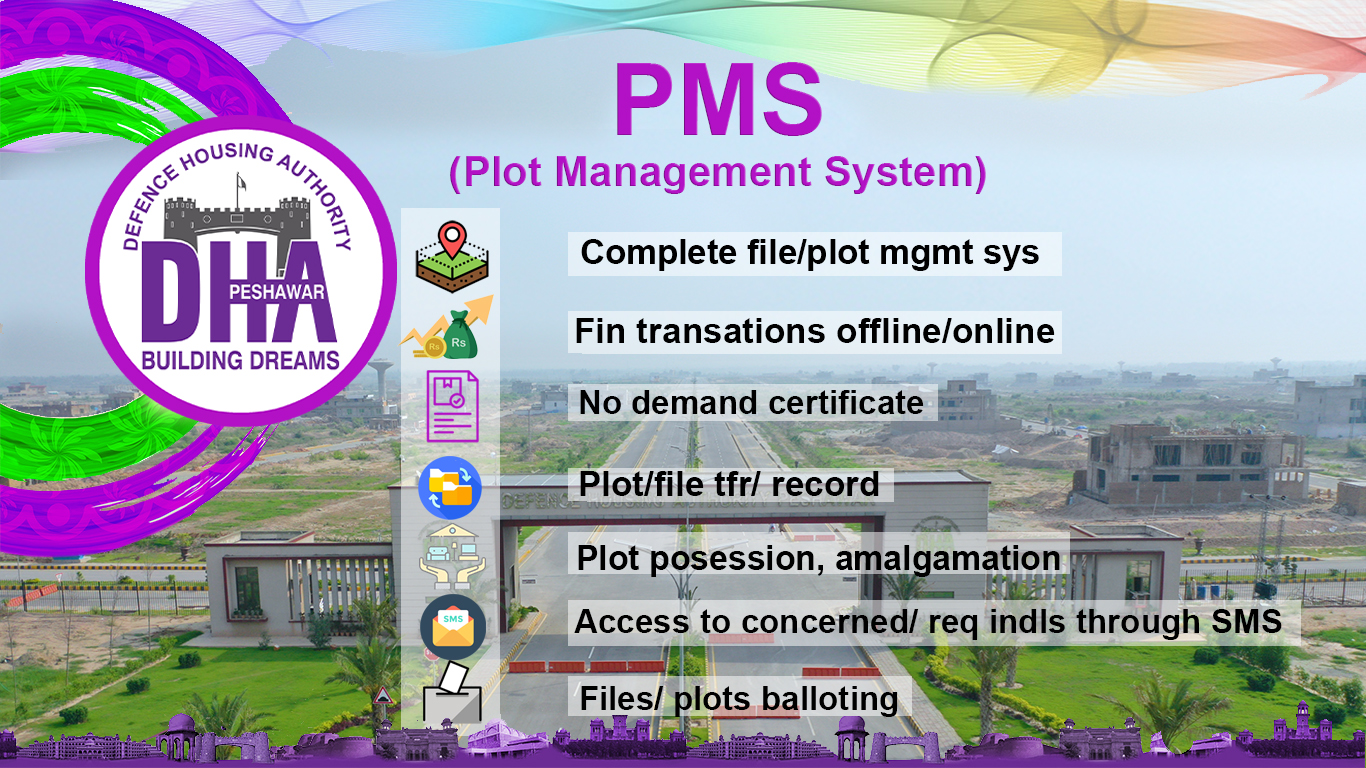 PMS
(Plot Management System)
DEFENCE HOUSING AUTHORITY
DHA
PESHAWAR
BUILDING DREAMS
Complete file/plot mgmt sys
Rs
Rs
Fin transations offline/online
No demand certificate
Plot/file tfr/ record
DEFENCE HOUSING AUTHORITY PESHAWAR
Plot posession, amalgamation
SMS
Access to concerned/ req indls through SMS
Files/ plots balloting